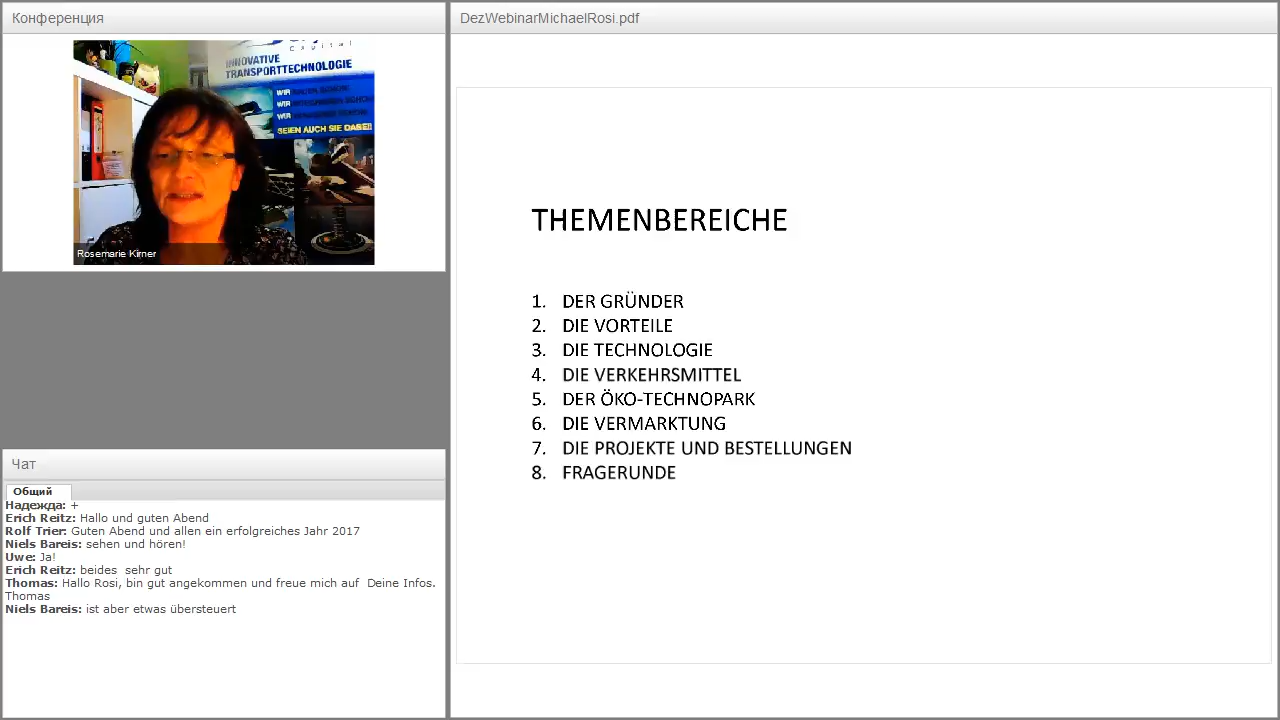 Конференция
INNOVATIVE
TRANSPORTTECHNOLOGIE
WIR
WIR
WIR
SEIEN AUCH SIE DABEI!
Rosemarie Kirner
Чат
Общий
Надежда: +
Erich Reitz: Hallo und guten Abend
Rolf Trier: Guten Abend und allen ein erfolgreiches Jahr 2017
Niels Bareis: sehen und hören!
Uwe: Ja!
Erich Reitz: beides  sehr gut
Thomas: Hallo Rosi, bin gut angekommen und freue mich auf  Deine Infos.
Thomas
Niels Bareis: ist aber etwas übersteuert
DezWebinarMichaelRosi.pdf
THEMENBEREICHE
1. DER GRÜNDER
2. DIE VORTEILE
3. DIE TECHNOLOGIE
4. DIE VERKEHRSMITTEL
5. DER ÖKO-TECHNOPARK
6. DIE VERMARKTUNG
7. DIE PROJEKTE UND BESTELLUNGEN
8. FRAGERUNDE